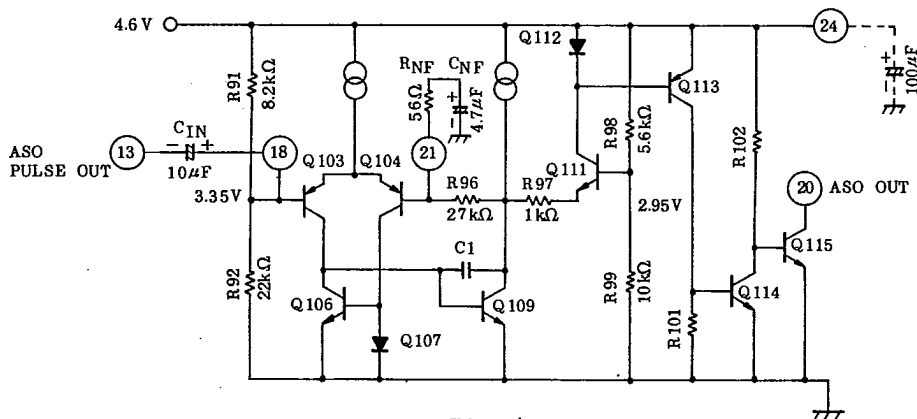 4.6 V
24
Q112
R91
8.2kΩ
RNF
CNF
56Ω
4.7μF
100μF
Q113
R98
5.6kΩ
R102
CIN
ASO
PULSE OUT
13
10μF
18
Q103
Q104
21
Q111
20
ASO OUT
3.35V
R96
27kΩ
R97
1kΩ
2.95V
Q115
C1
R92
22kΩ
Q106
Q109
R99
10kΩ
Q114
Q107
R101